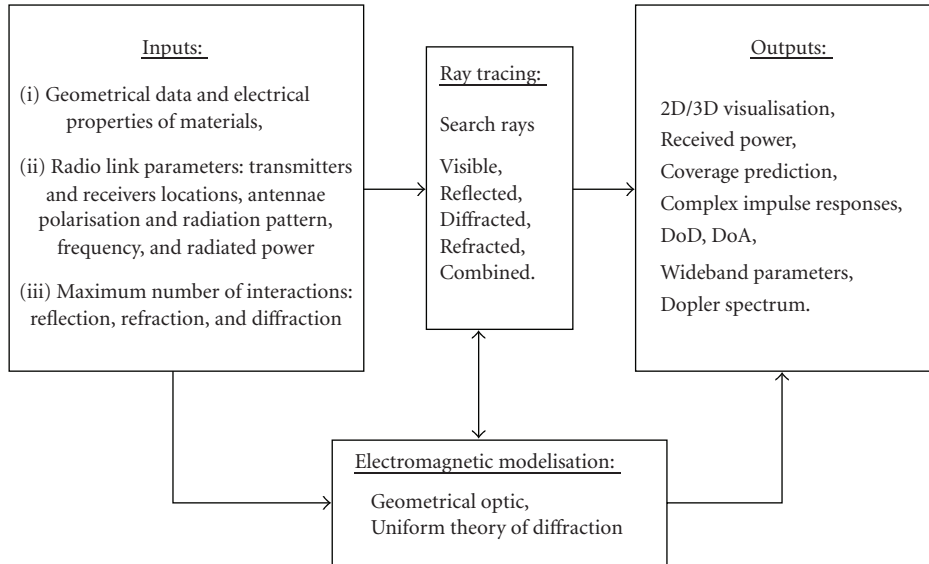 Inputs:
(i) Geometrical data and electrical
properties of materials,
(ii) Radio link parameters: transmitters
and receivers locations, antennae
polarisation and radiation pattern,
frequency, and radiated power
(iii) Maximum number of interactions:
reflection, refraction, and diffraction
Ray tracing:
Search rays
Visible,
Reflected,
Diffracted,
Refracted,
Combined.
Outputs:
2D/3D visualisation,
Received power,
Coverage prediction,
Complex impulse responses,
DoD, DoA,
Wideband parameters,
Dopler spectrum.
Electromagnetic modelisation:
Geometrical optic,
Uniform theory of diffraction